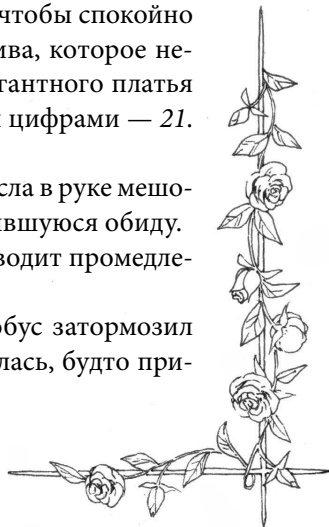 чтобы спокойно
ива, которое не-
гантного платья
и цифрами — 21.
сла в руке мешо-
ившуюся обиду.
водит промедле-
обус затормозил
лась, будто при-